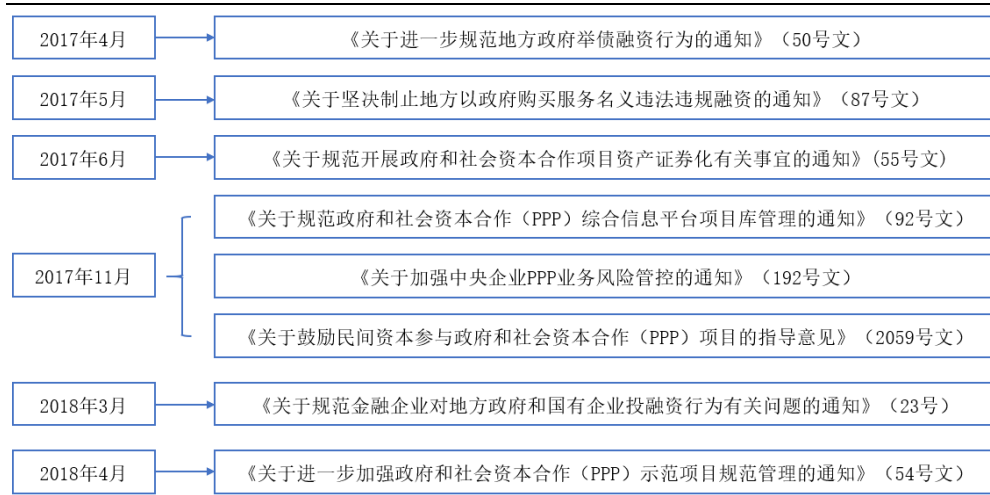 2017年4月
《关于进一步规范地方政府举债融资行为的通知》（50号文）
2017年5月
《关于坚决制止地方以政府购买服务名义违法违规融资的通知》（87号文）
2017年6月
《关于规范开展政府和社会资本合作项目资产证券化有关事宜的通知》(55号文)
2017年11月
《关于规范政府和社会资本合作（PPP）综合信息平台项目库管理的通知》（92号文）
《关于加强中央企业PPP业务风险管控的通知》（192号文）
《关于鼓励民间资本参与政府和社会资本合作（PPP）项目的指导意见》（2059号文）
2018年3月
《关于规范金融企业对地方政府和国有企业投融资行为有关问题的通知》（23号）
2018年4月
《关于进一步加强政府和社会资本合作（PPP）示范项目规范管理的通知》（54号文）